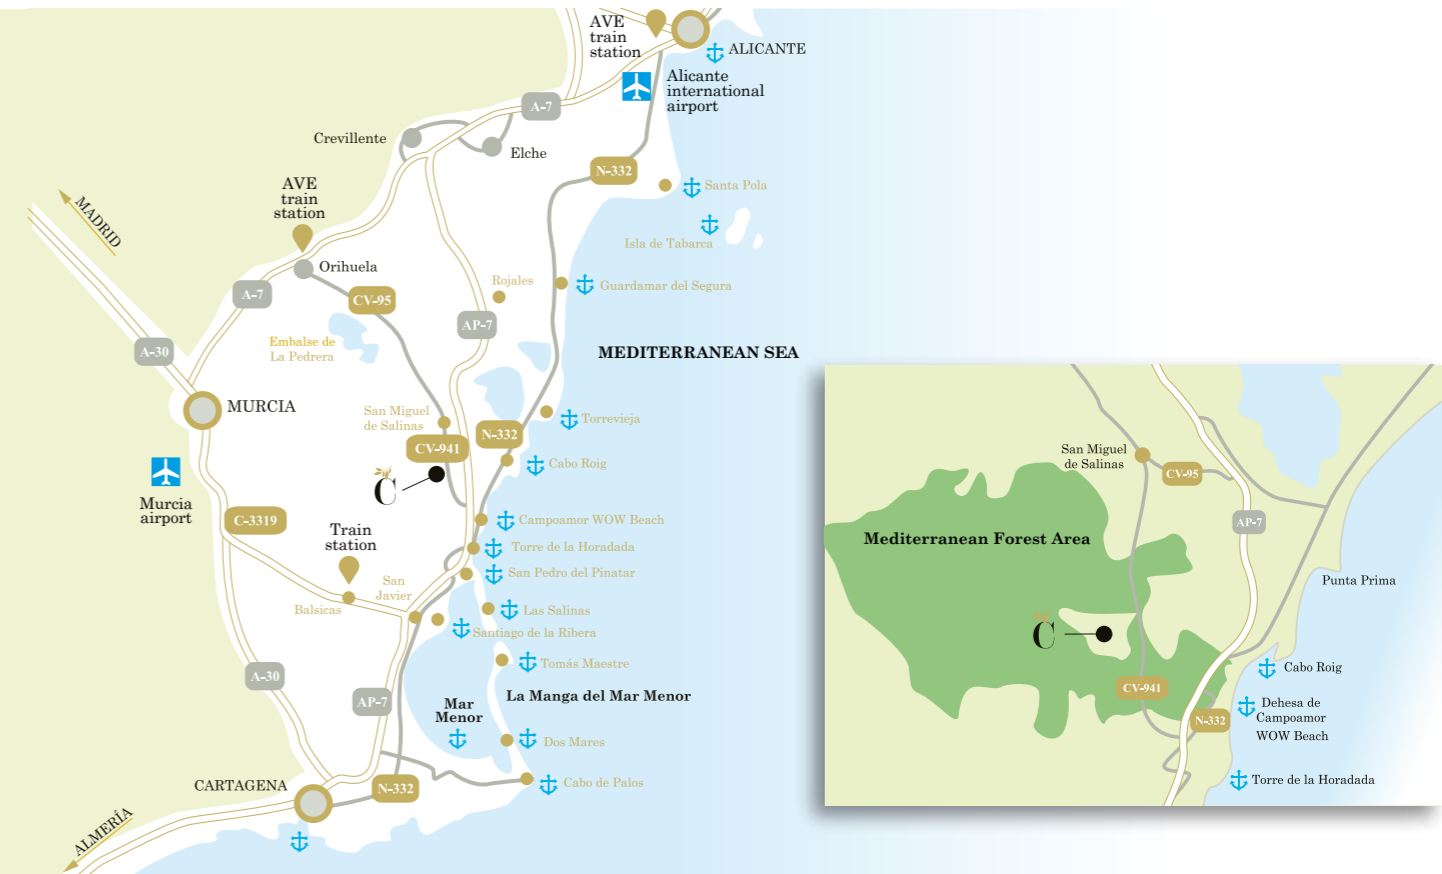 AVE
train
station
ALICANTE
Alicante
international
airport
A-7
Crevillente
Elche
N-332
Santa Pola
AVE
train
station
MADRID
Isla de Tabarca
Orihuela
Rojales
Guardamar del Segura
A-7
CV-95
AP-7
Embalse de
La Pedrera
A-30
MEDITERRANEAN SEA
MURCIA
San Miguel
de Salinas
Torrevieja
N-332
CV-941
Cabo Roig
C
Murcia
airport
C-3319
Campoamor WOW Beach
Train
station
Torre de la Horadada
San Pedro del Pinatar
San
Javier
Balsicas
Las Salinas
Santiago de la Ribera
Tomás Maestre
A-30
AP-7
La Manga del Mar Menor
Mar
Menor
Dos Mares
CARTAGENA
N-332
Cabo de Palos
ALMERÍA
San Miguel
de Salinas
CV-95
AP-7
Mediterranean Forest Area
Punta Prima
C
Cabo Roig
CV-941
Dehesa de
Campoamor
WOW Beach
N-332
Torre de la Horadada